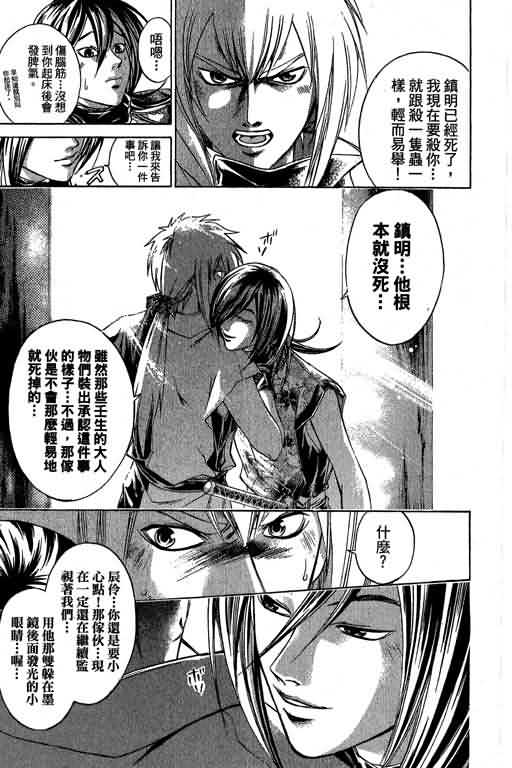 鎮明已經死了，
我現在要殺你…
就跟殺一隻蟲一
樣，輕而易舉！
唔嗯…
傷腦筋…沒想
到你起床後會
發脾氣。
讓我來告
訴你一件
事吧…
鎮明…他根
本就沒死…
雖然那些壬生的大人
物們裝出承認這件事
的樣子…不過，那傢
伙是不會那麼輕易地
就死掉的…
什麼？
辰伶…你還是要小
心點！那傢伙…現
在一定還在繼續監
視著我們…
用他那雙躲在墨
鏡後面發光的小
眼睛…喔…
ボソッ